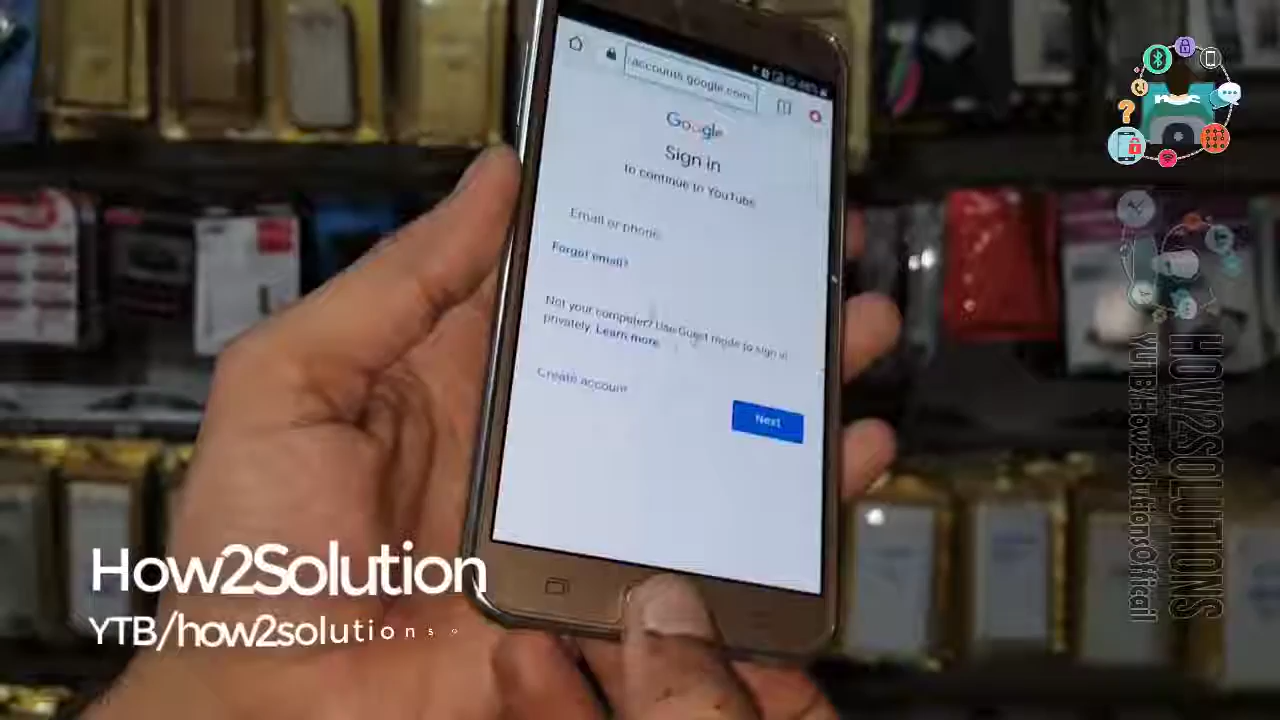 accounts.google.com
Google
Sign in
to continue to YouTube
Email or phone
Forgot email?
Not your computer? Use Guest mode to sign in
privately. Learn more
Create account
Next
How2Solution
YTB/how2solutions
HOW2SOLUTIONS
YUTB/How2SolutionsOffical